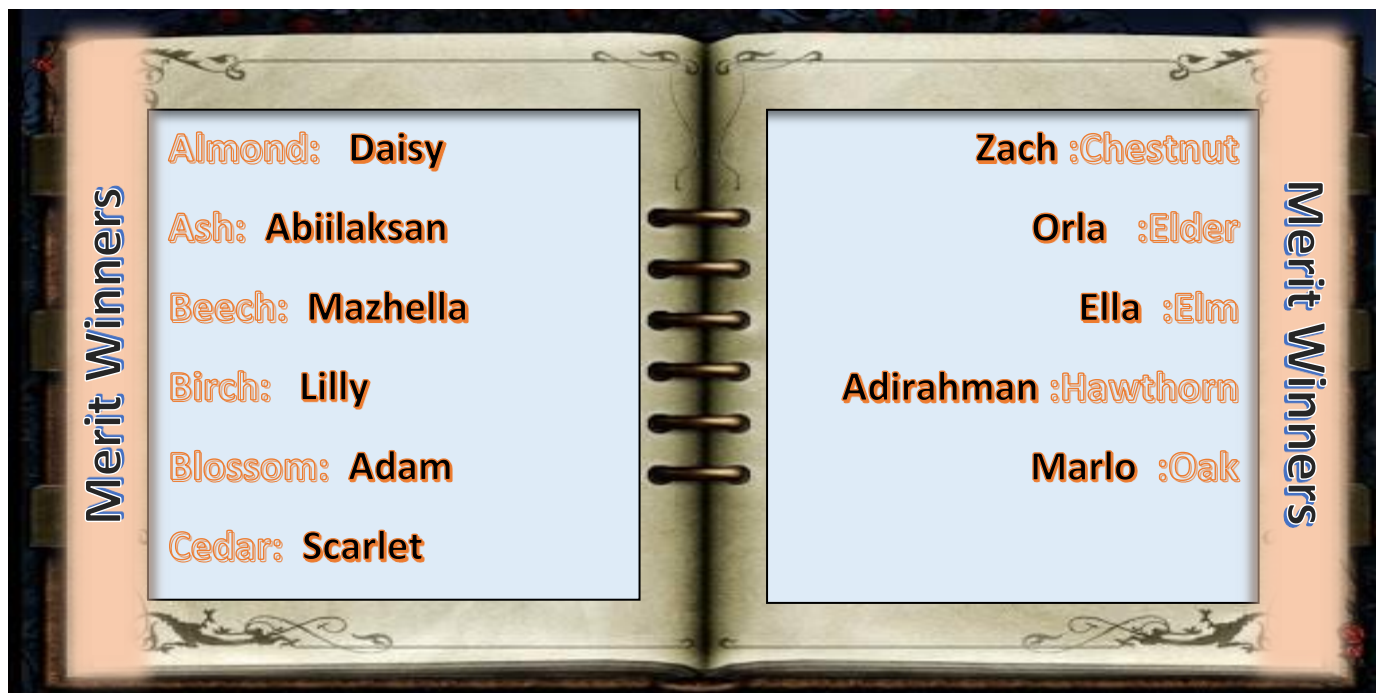 Merit Winners
Almond: Daisy
Ash: Abiilaksan
Beech: Mazhella
Birch: Lilly
Blossom: Adam
Cedar: Scarlet
Zach :Chestnut
Orla :Elder
Ella :Elm
Adirahman :Hawthorn
Marlo :Oak
Merit Winners